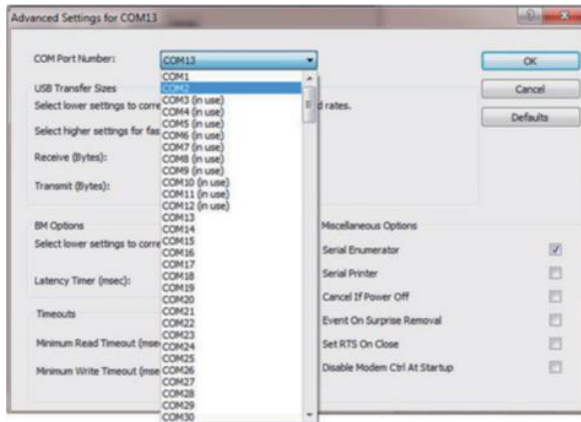 Advanced Settings for COM13
COM Port Number:
COM13
OK
Cancel
Defaults
COM1
COM2
COM3 (in use)
COM4 (in use)
COM5 (in use)
COM6 (in use)
COM7 (in use)
COM8 (in use)
COM9 (in use)
COM10 (in use)
COM11 (in use)
COM12 (in use)
COM13
COM14
COM15
COM16
COM17
COM18
COM19
COM20
COM21
COM22
COM23
COM24
COM25
COM26
COM27
COM28
COM29
COM30
USB Transfer Sizes
Select lower settings to corre
d rates.
Select higher settings for fas
Receive (Bytes):
Transmit (Bytes):
BM Options
Select lower settings to corre
Latency Timer (msec):
Timeouts
Minimum Read Timeout (mse
Minimum Write Timeout (mse
Miscellaneous Options
Serial Enumerator
Serial Printer
Cancel If Power Off
Event On Surprise Removal
Set RTS On Close
Disable Modem Ctrl At Startup